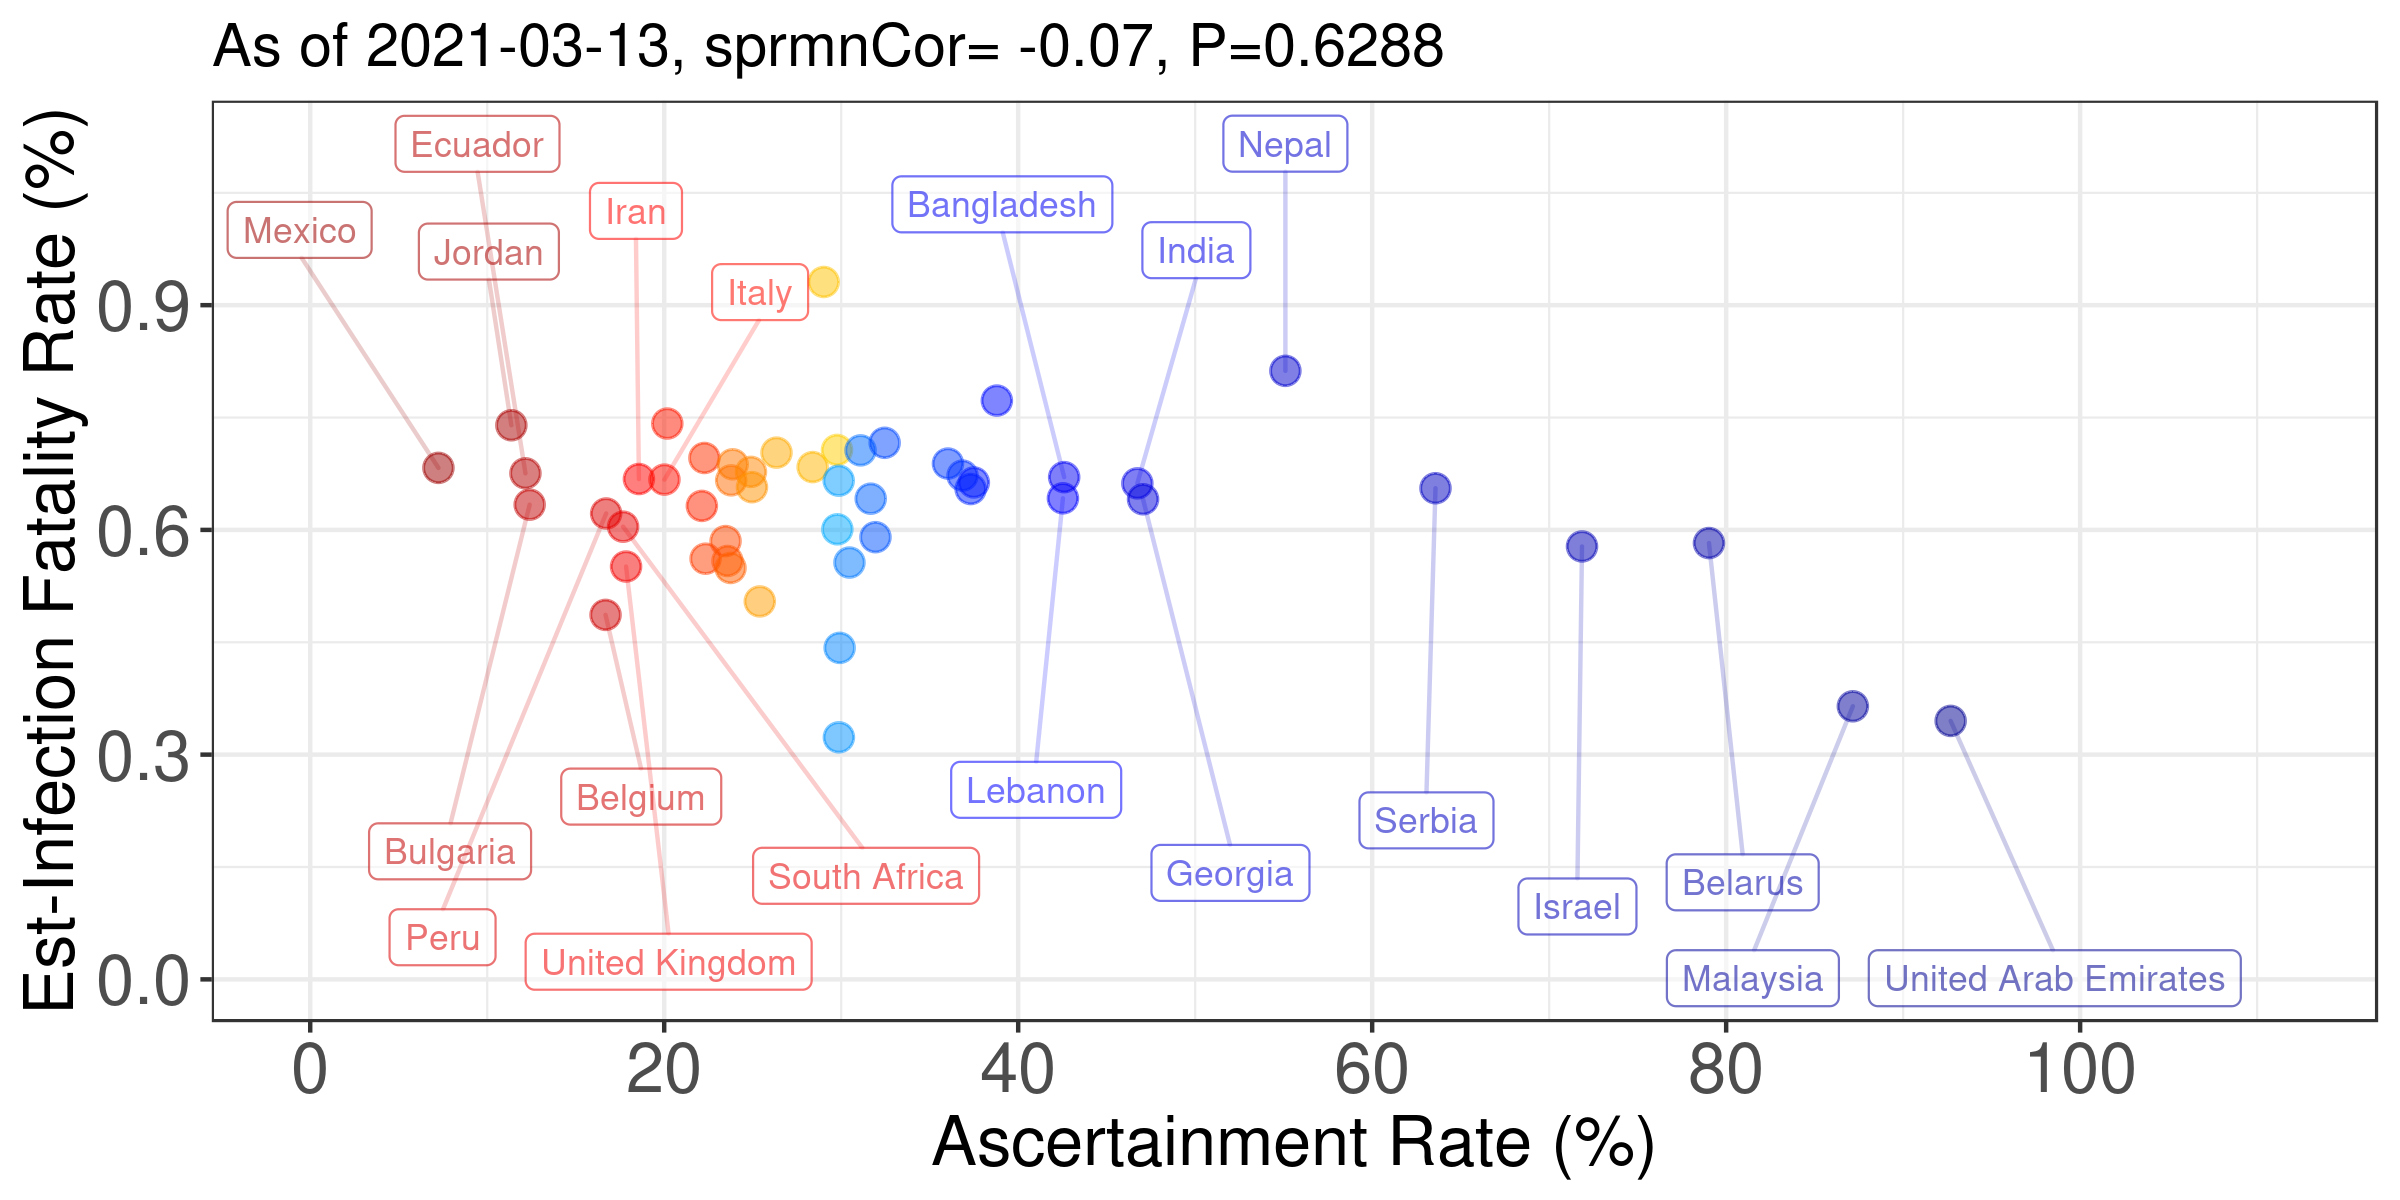 As of 2021-03-13, sprmnCor= -0.07, P=0.6288
Est-Infection Fatality Rate (%)
Ecuador
Nepal
Bangladesh
Iran
Mexico
India
Jordan
Italy
0.9
0.6
0.3
Lebanon
Belgium
Serbia
Bulgaria
Georgia
South Africa
Belarus
Israel
Peru
United Kingdom
Malaysia
United Arab Emirates
0.0
0
20
40
60
80
100
Ascertainment Rate (%)